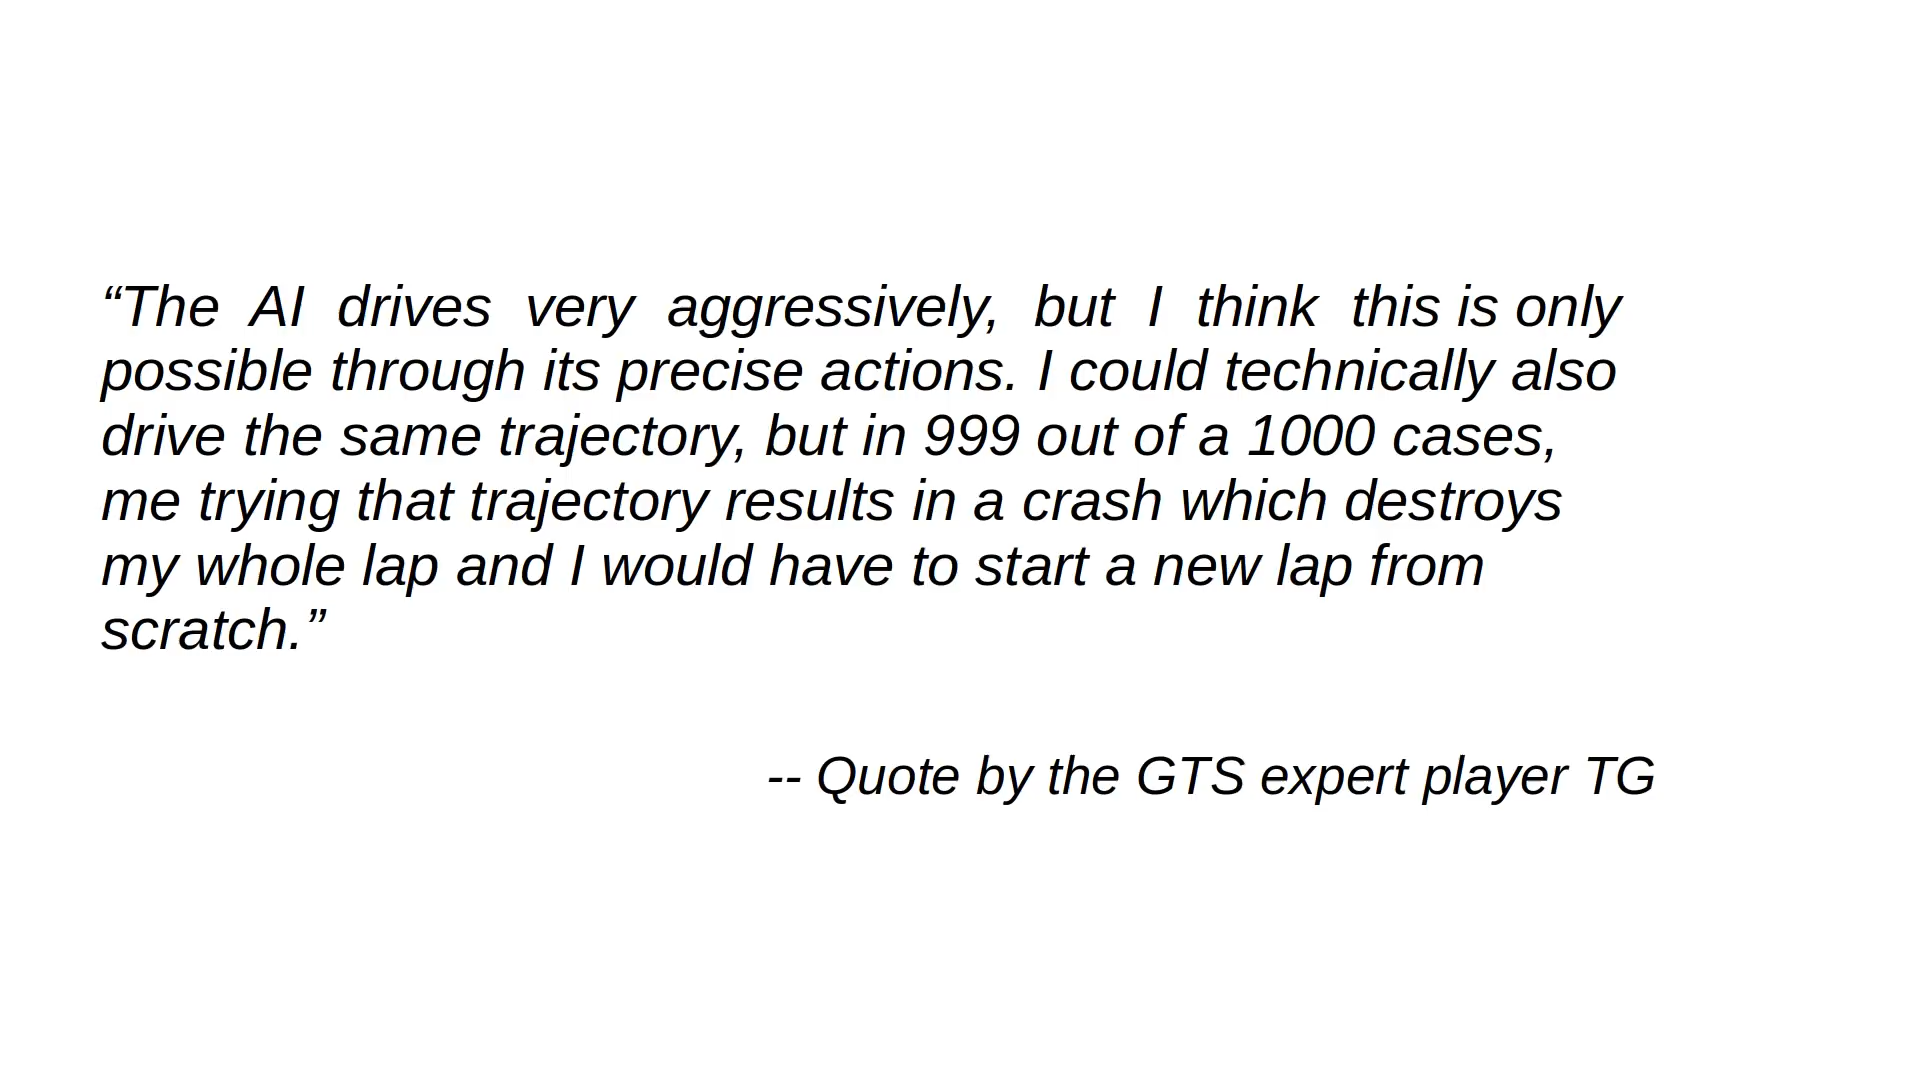 “The AI drives very aggressively, but I think this is only
possible through its precise actions. I could technically also
drive the same trajectory, but in 999 out of a 1000 cases,
me trying that trajectory results in a crash which destroys
my whole lap and I would have to start a new lap from
scratch.”
-- Quote by the GTS expert player TG